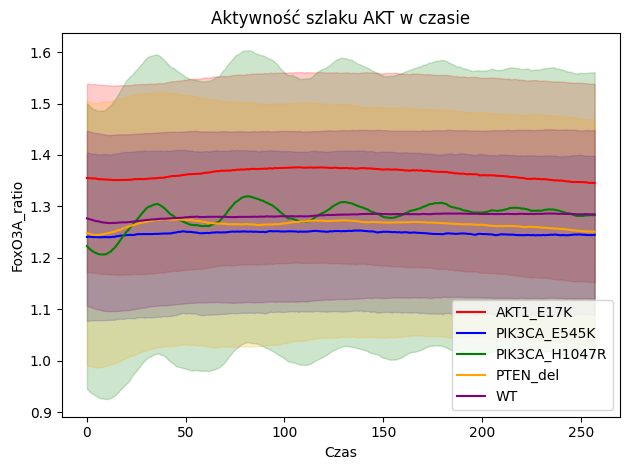 Aktywność szlaku AKT w czasie
FoxO3A_ratio
1.6
1.5
1.4
1.3
1.2
1.1
1.0
0.9
0
50
100
150
200
250
Czas
AKT1_E17K
PIK3CA_E545K
PIK3CA_H1047R
PTEN_del
WT